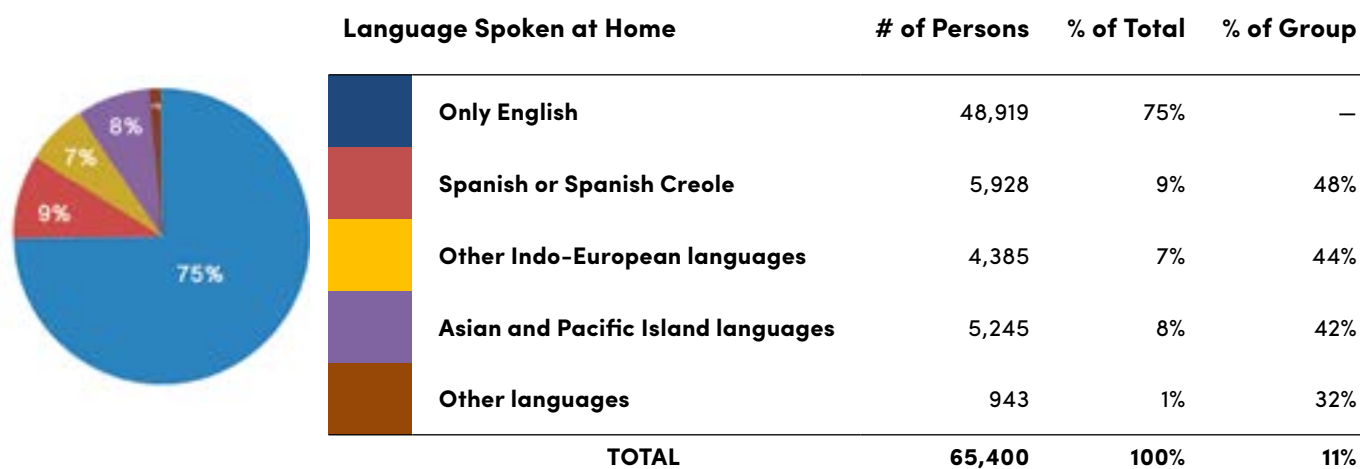 Language Spoken at Home # of Persons % of Total % of Group
Only English 48,919 75% —
Spanish or Spanish Creole 5,928 9% 48%
Other Indo-European languages 4,385 7% 44%
Asian and Pacific Island languages 5,245 8% 42%
Other languages 943 1% 32%
TOTAL 65,400 100% 11%
8%
7%
9%
75%